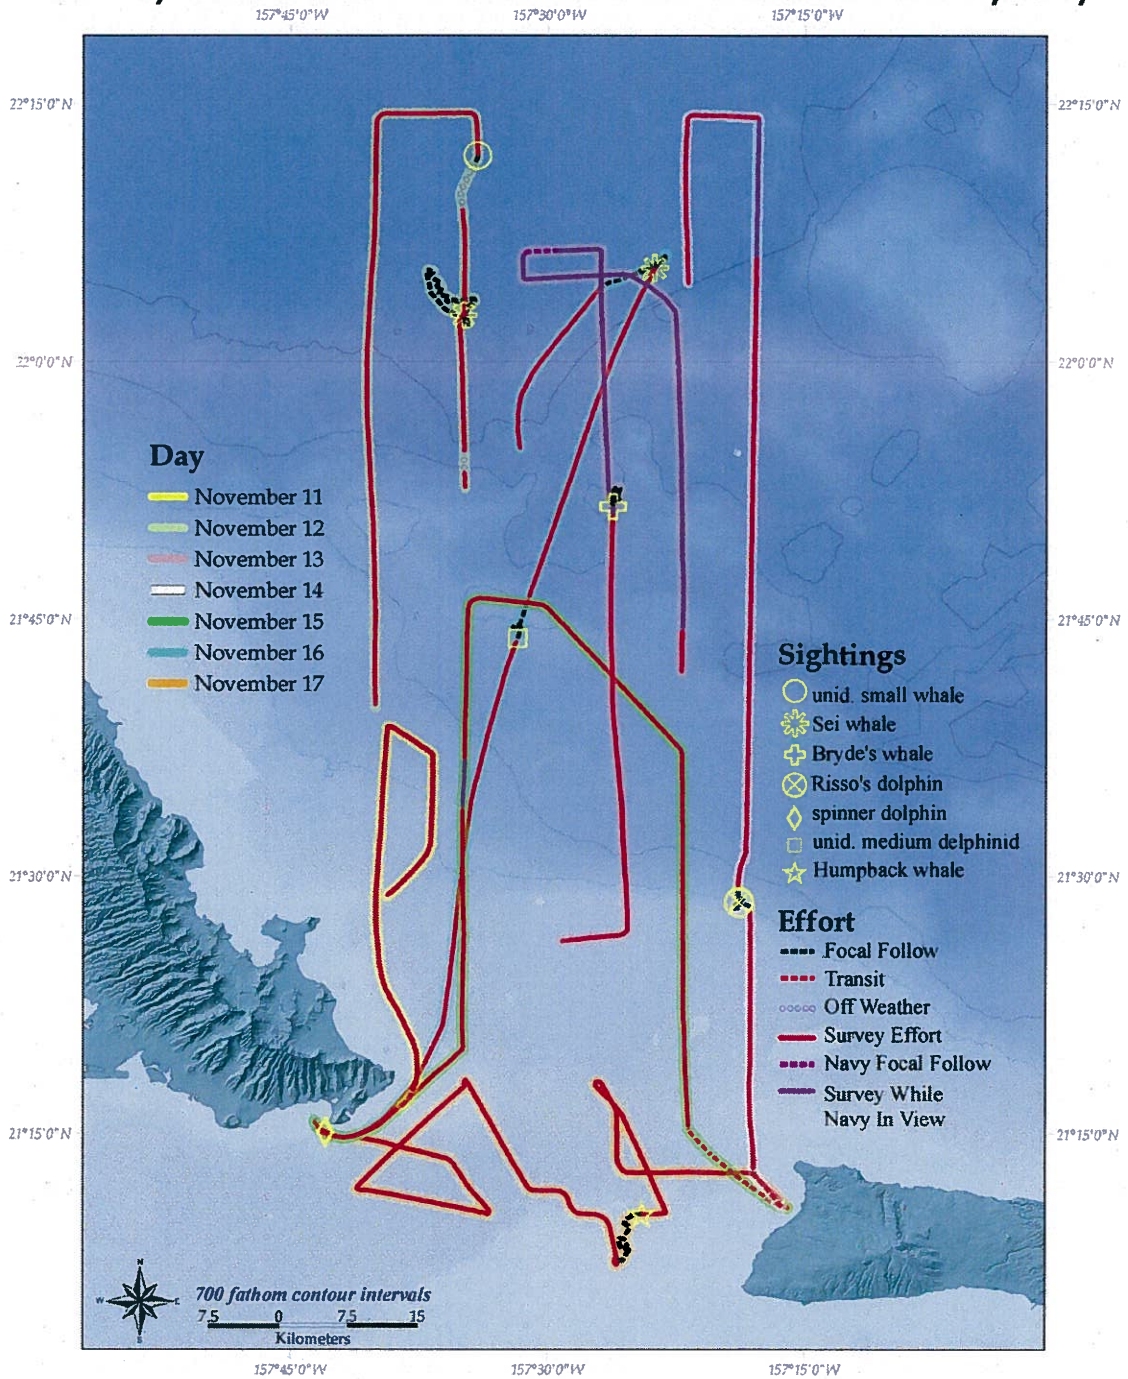 157°45'0"W 157°30'0"W 157°15'0"W
22°15'0"N 22°15'0"N
22°0'0"N 22°0'0"N
Day
November 11
November 12
November 13
November 14
November 15
November 16
November 17
21°45'0"N 21°45'0"N
Sightings
unid. small whale
Sei whale
Bryde's whale
Risso's dolphin
spinner dolphin
unid. medium delphinid
Humpback whale
21°30'0"N 21°30'0"N
Effort
Focal Follow
Transit
Off Weather
Survey Effort
Navy Focal Follow
Survey While
Navy In View
21°15'0"N 21°15'0"N
N
W E
S
700 fathom contour intervals
7.5 0 7.5 15
Kilometers
157°45'0"W 157°30'0"W 157°15'0"W